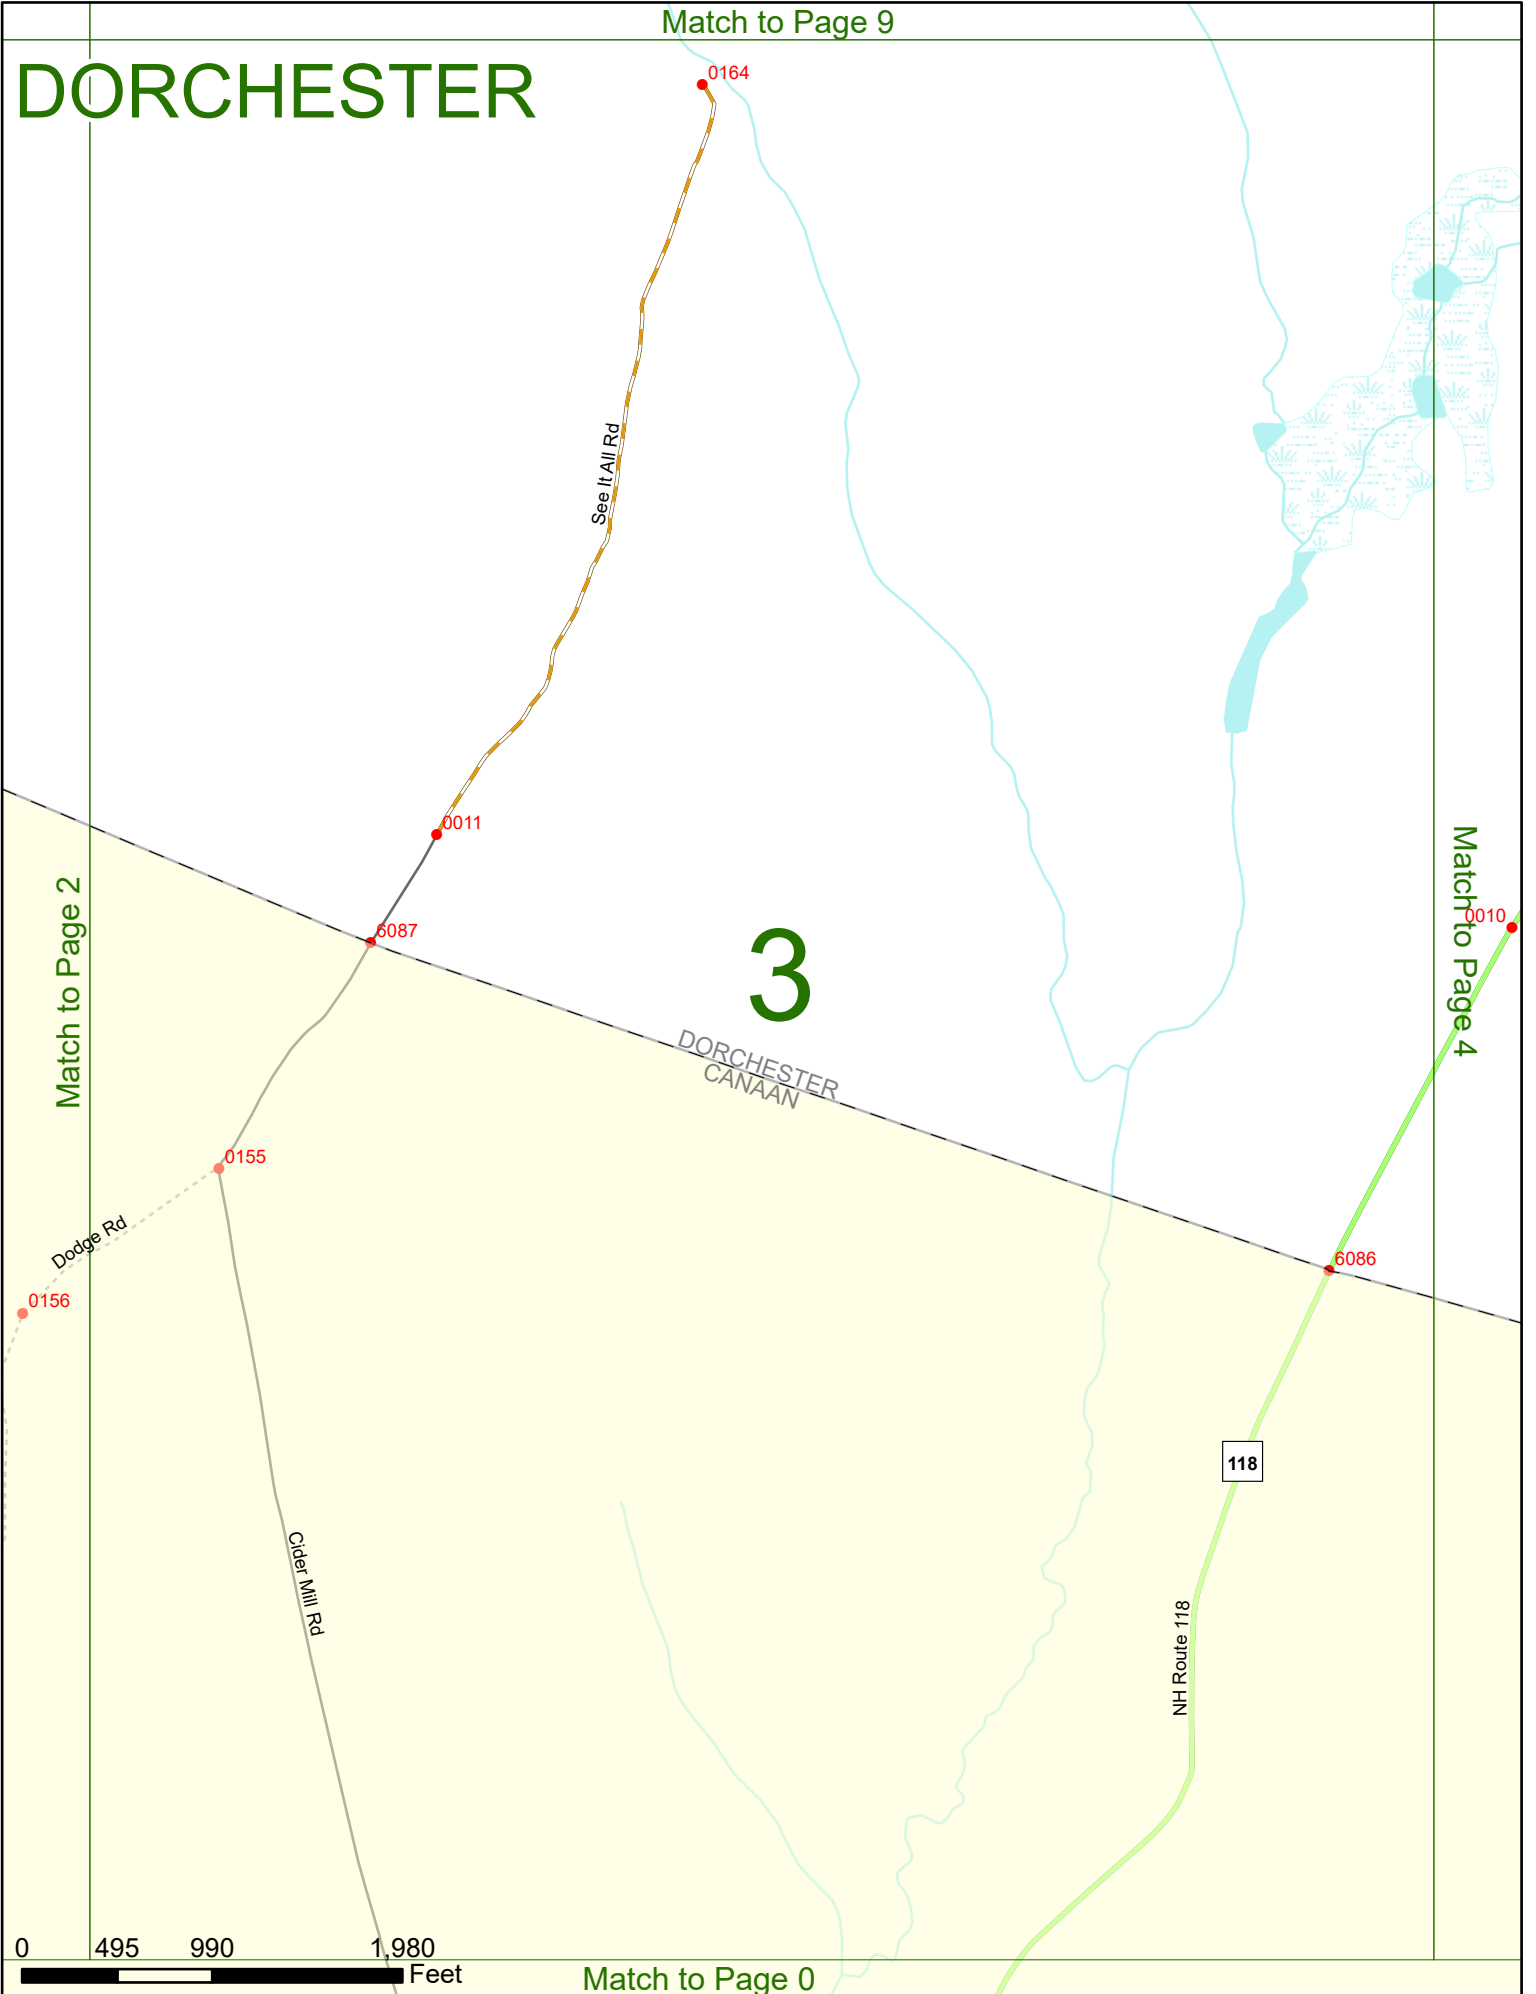 Match to Page 9
DORCHESTER
0164
See It All Rd
0011
6087
Match to Page 2
3
Match to Page 4
0010
DORCHESTER
CANAAN
0155
Dodge Rd
0156
6086
118
Cider Mill Rd
NH Route 118
0 495 990 1,980
Feet
Match to Page 0